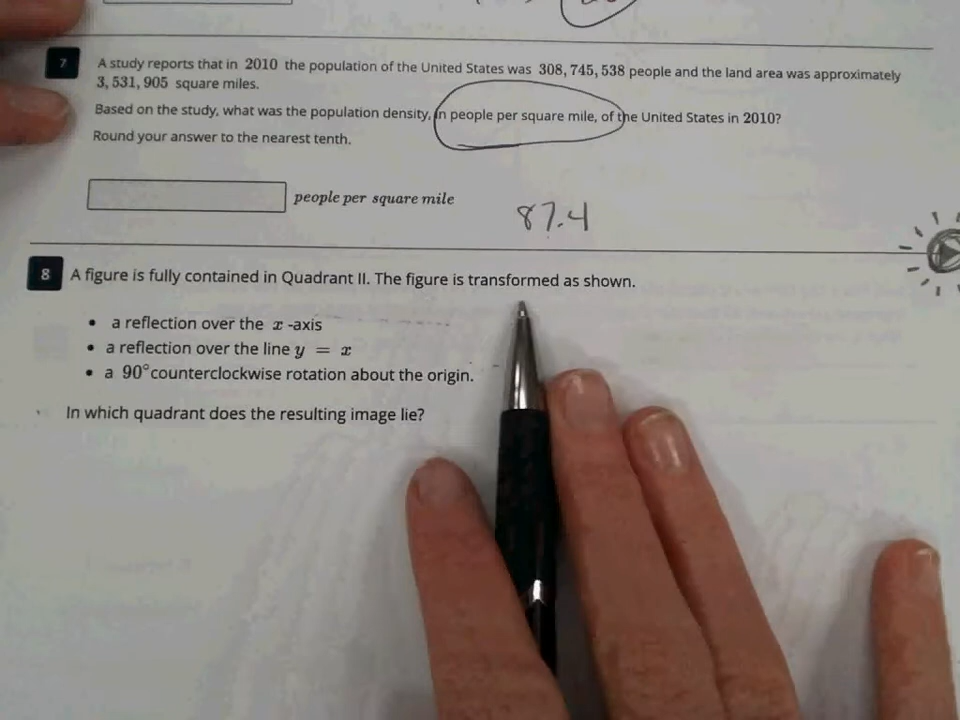 7
A study reports that in 2010 the population of the United States was 308, 745, 538 people and the land area was approximately
3, 531, 905 square miles.
Based on the study, what was the population density, in people per square mile, of the United States in 2010?
Round your answer to the nearest tenth.
people per square mile
87.4
8
A figure is fully contained in Quadrant II. The figure is transformed as shown.
• a reflection over the x -axis
• a reflection over the line y = x
• a 90°counterclockwise rotation about the origin.
In which quadrant does the resulting image lie?